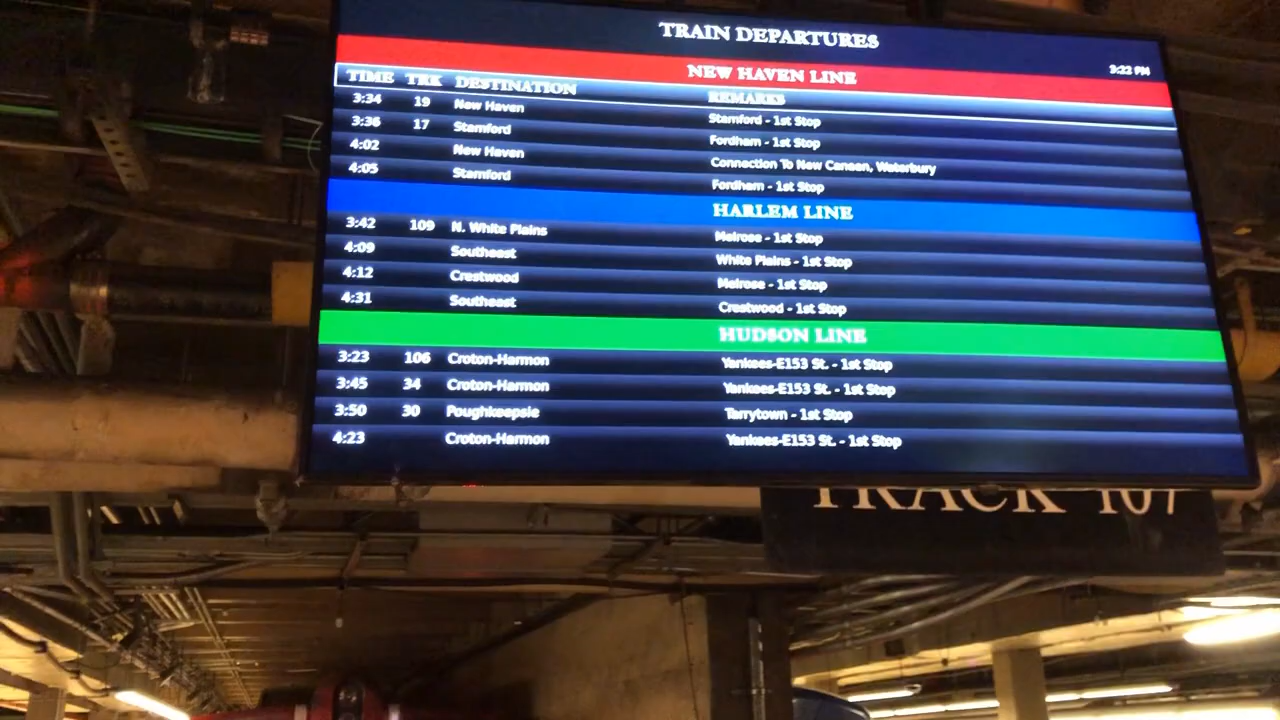 TRAIN DEPARTURES
3:22 PM
NEW HAVEN LINE
TIME TRK DESTINATION REMARKS
3:34 19 New Haven Stamford - 1st Stop
3:36 17 Stamford Fordham - 1st Stop
4:02 New Haven Connection To New Canaan, Waterbury
4:05 Stamford Fordham - 1st Stop
HARLEM LINE
3:42 109 N. White Plains Melrose - 1st Stop
4:09 Southeast White Plains - 1st Stop
4:12 Crestwood Melrose - 1st Stop
4:31 Southeast Crestwood - 1st Stop
HUDSON LINE
3:23 106 Croton-Harmon Yankees-E153 St. - 1st Stop
3:45 34 Croton-Harmon Yankees-E153 St. - 1st Stop
3:50 30 Poughkeepsie Tarrytown - 1st Stop
4:23 Croton-Harmon Yankees-E153 St. - 1st Stop
TRACK 107